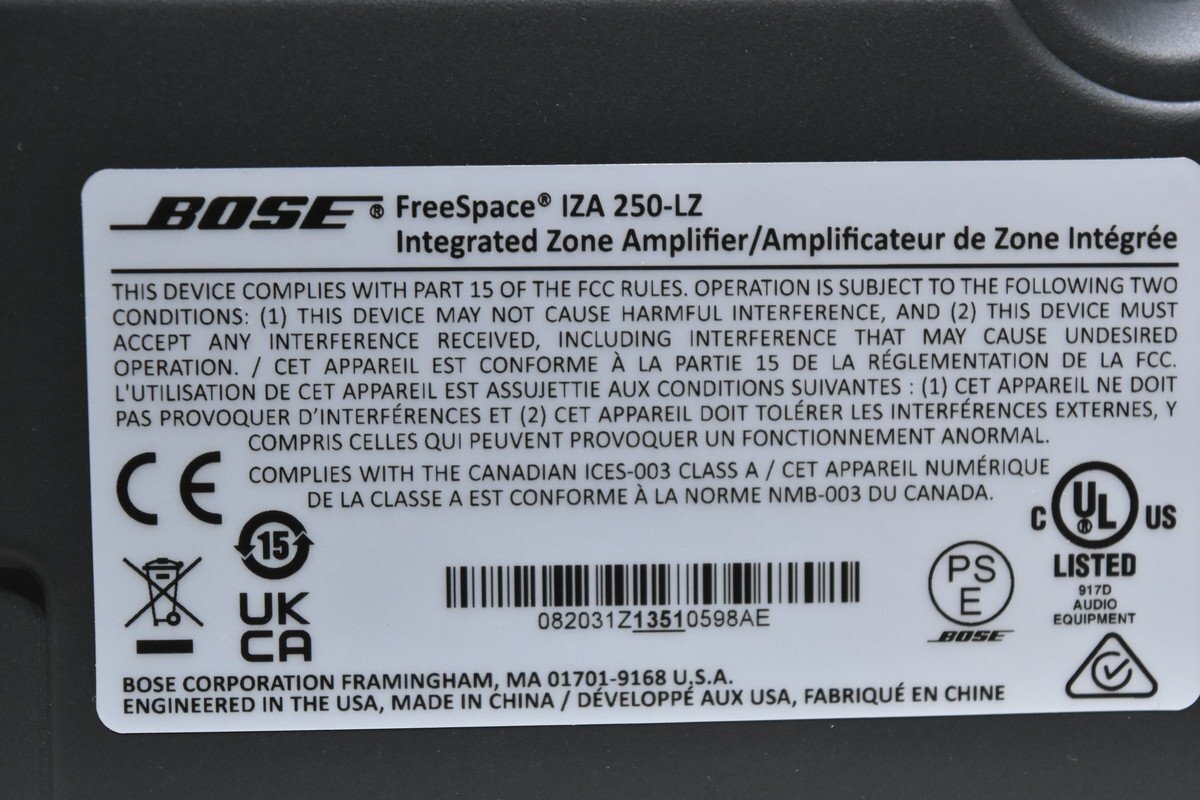 BOSE® FreeSpace® IZA 250-LZ
Integrated Zone Amplifier/Amplificateur de Zone Intégrée
THIS DEVICE COMPLIES WITH PART 15 OF THE FCC RULES. OPERATION IS SUBJECT TO THE FOLLOWING TWO
CONDITIONS: (1) THIS DEVICE MAY NOT CAUSE HARMFUL INTERFERENCE, AND (2) THIS DEVICE MUST
ACCEPT ANY INTERFERENCE RECEIVED, INCLUDING INTERFERENCE THAT MAY CAUSE UNDESIRED
OPERATION. / CET APPAREIL EST CONFORME À LA PARTIE 15 DE LA RÉGLEMENTATION DE LA FCC.
L'UTILISATION DE CET APPAREIL EST ASSUJETTIE AUX CONDITIONS SUIVANTES : (1) CET APPAREIL NE DOIT
PAS PROVOQUER D'INTERFÉRENCES ET (2) CET APPAREIL DOIT TOLÉRER LES INTERFÉRENCES EXTERNES, Y
COMPRIS CELLES QUI PEUVENT PROVOQUER UN FONCTIONNEMENT ANORMAL.
CE
COMPLIES WITH THE CANADIAN ICES-003 CLASS A / CET APPAREIL NUMÉRIQUE
DE LA CLASSE A EST CONFORME À LA NORME NMB-003 DU CANADA.
C UL® US
LISTED
917D
AUDIO
EQUIPMENT
15
UK
CA
082031Z13510598AE
PS
E
BOSE
BOSE CORPORATION FRAMINGHAM, MA 01701-9168 U.S.A.
ENGINEERED IN THE USA, MADE IN CHINA / DÉVELOPPÉ AUX USA, FABRIQUÉ EN CHINE